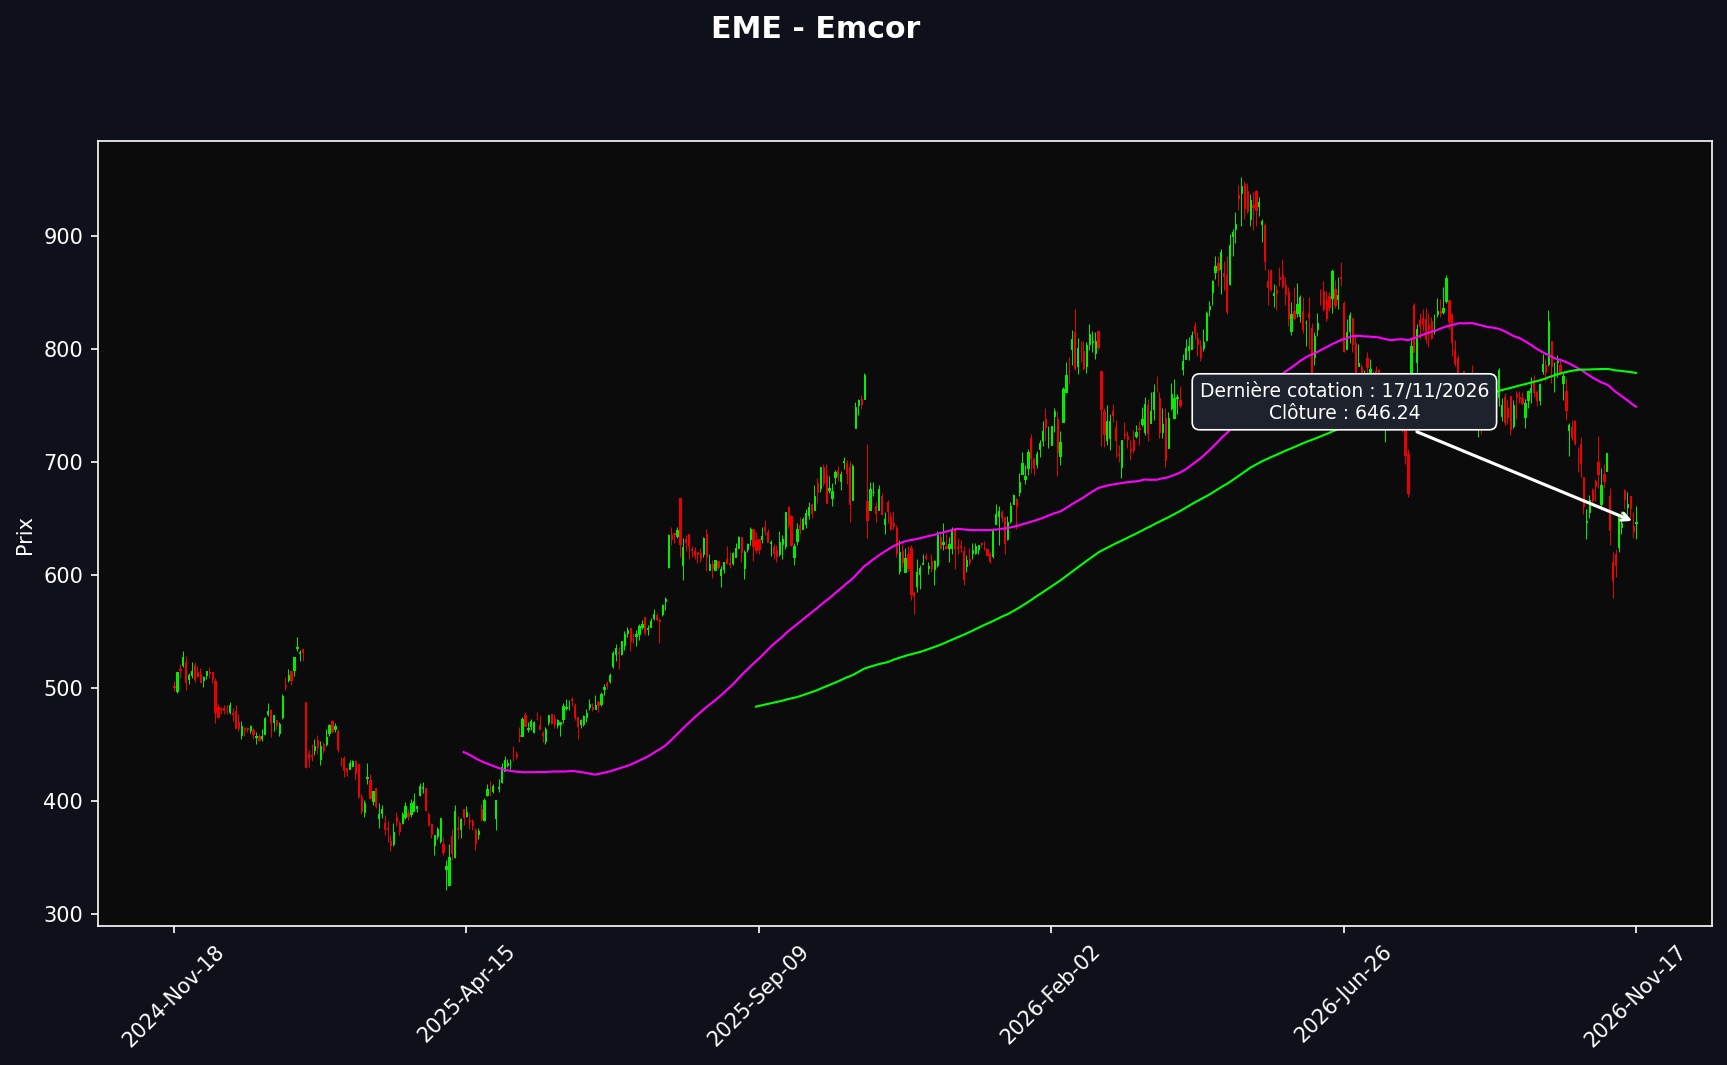 EME - Emcor
Prix
900
800
700
600
500
400
300
Dernière cotation : 17/11/2026
Clôture : 646.24
2024-Nov-18
2025-Apr-15
2025-Sep-09
2026-Feb-02
2026-Jun-26
2026-Nov-17